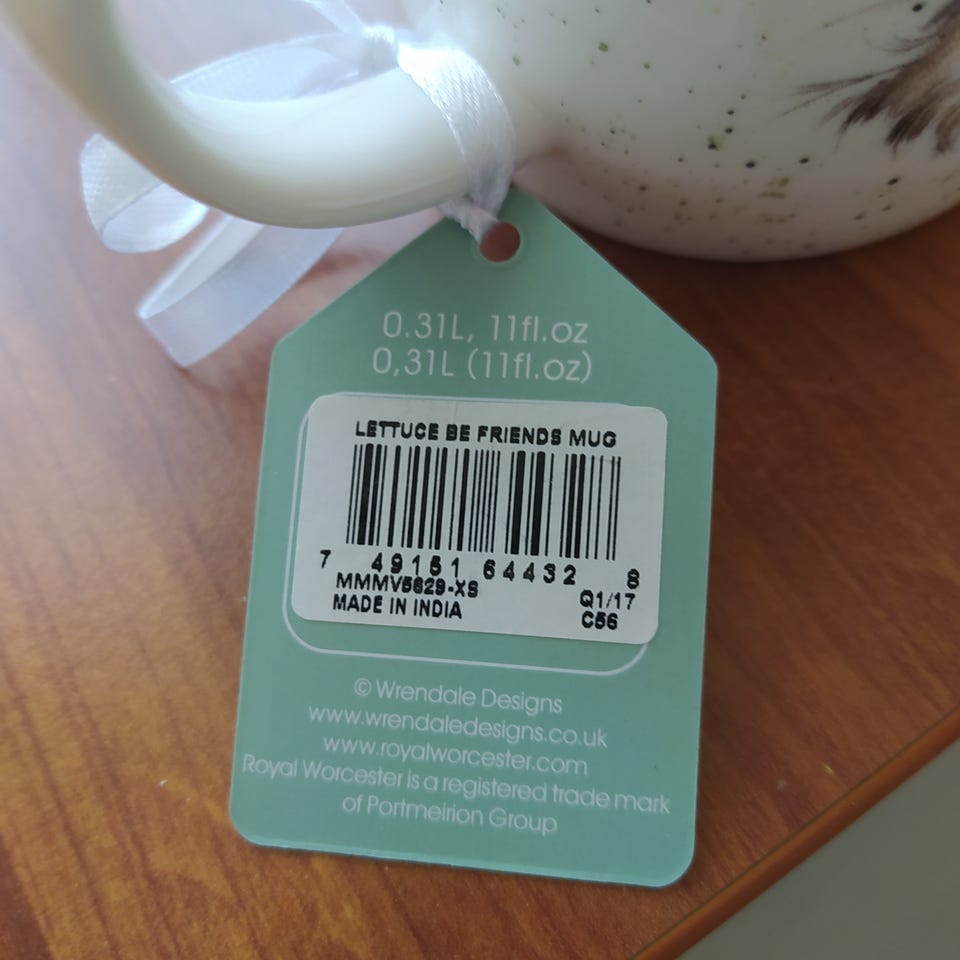 0.31L, 11fl.oz
0,31L (11fl.oz)
LETTUCE BE FRIENDS MUG
7 49151 64432 8
MMMV5629-XS
MADE IN INDIA
Q1/17
C56
© Wrendale Designs
www.wrendaledesigns.co.uk
www.royalworcester.com
Royal Worcester is a registered trade mark
of Portmeirion Group